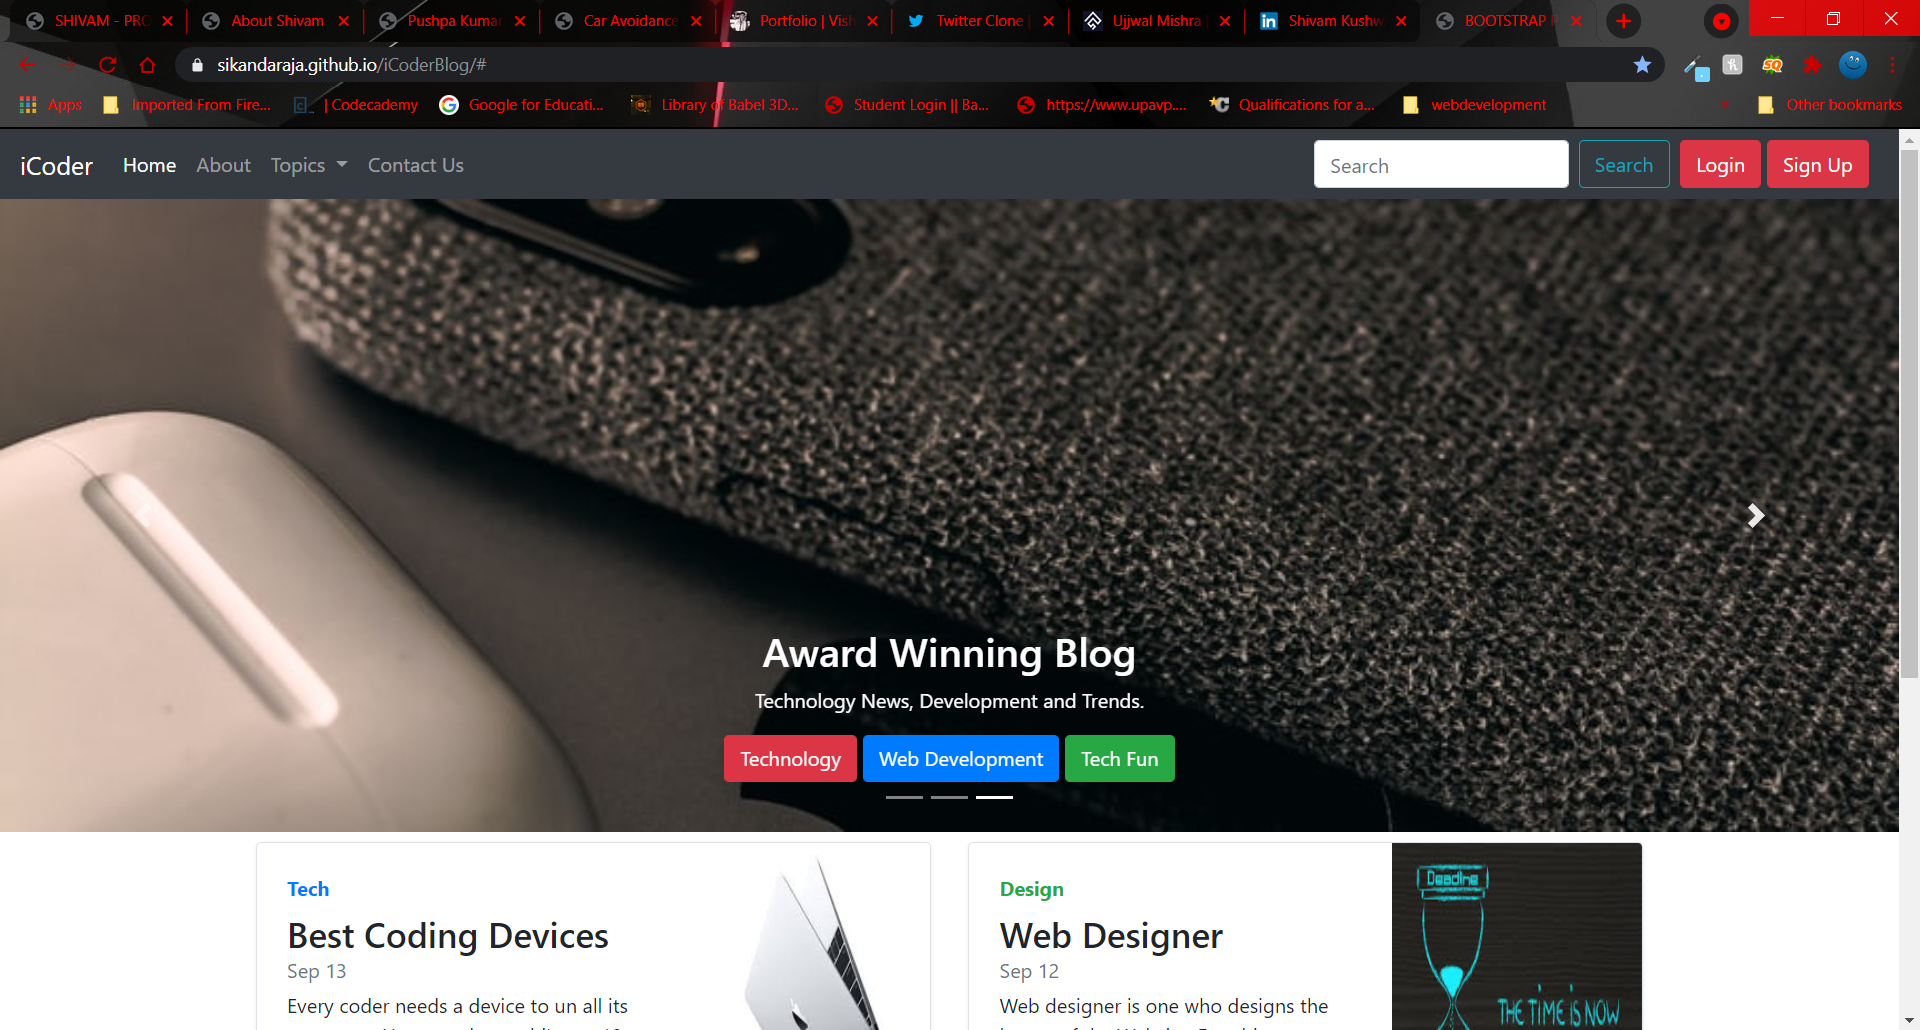 SHIVAM - PRO
About Shivam
Pushpa Kumar
Car Avoidance
Portfolio | Vish
Twitter Clone |
Ujjwal Mishra
Shivam Kushw
BOOTSTRAP
sikandaraja.github.io/iCoderBlog/#
Apps
Imported From Fire...
| Codecademy
Google for Educati...
Library of Babel 3D...
Student Login || Ba...
https://www.upavp....
Qualifications for a...
webdevelopment
Other bookmarks
iCoder
Home
About
Topics
Contact Us
Search
Search
Login
Sign Up
Award Winning Blog
Technology News, Development and Trends.
Technology
Web Development
Tech Fun
Tech
Best Coding Devices
Sep 13
Every coder needs a device to un all its
Design
Web Designer
Sep 12
Web designer is one who designs the
Deadline
THE TIME IS NOW